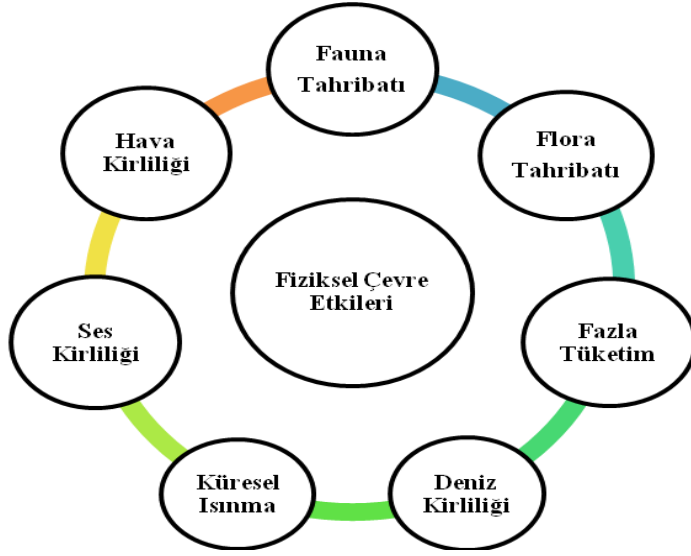 Fauna
Tahribatı
Flora
Tahribatı
Fazla
Tüketim
Deniz
Kirliliği
Küresel
Isınma
Ses
Kirliliği
Hava
Kirliliği
Fiziksel Çevre
Etkileri